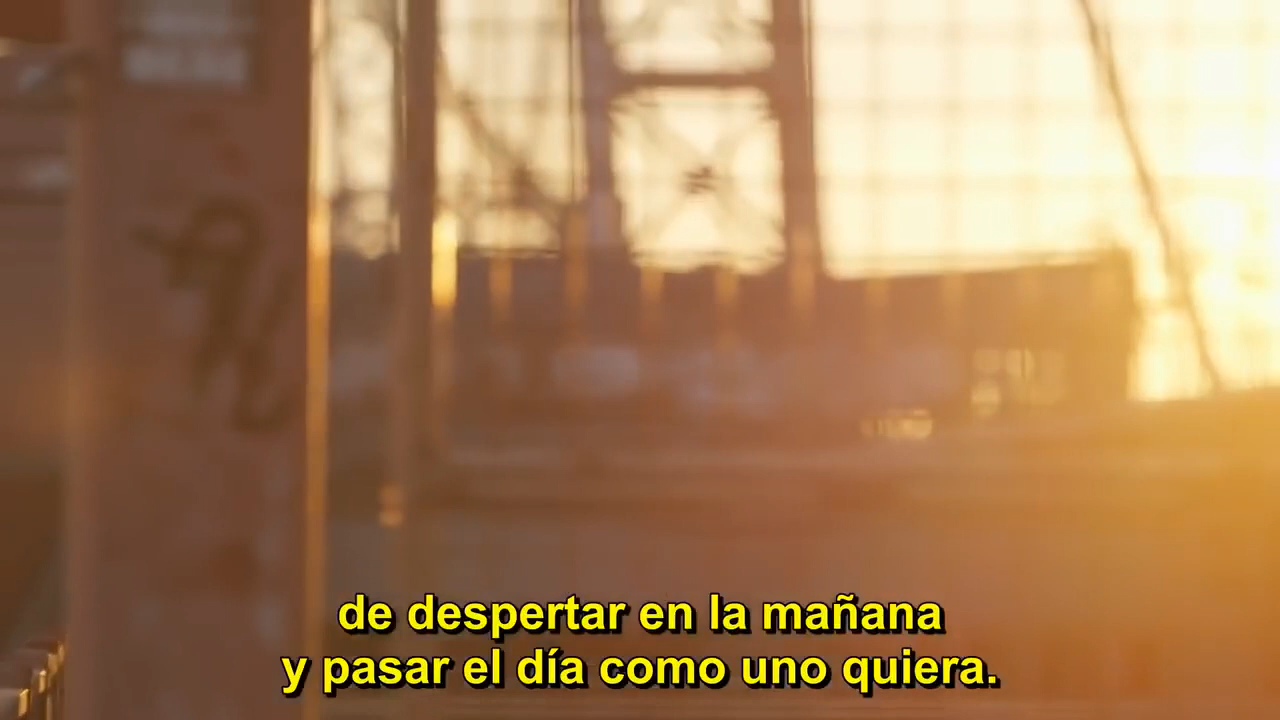 de despertar en la mañana
y pasar el día como uno quiera.